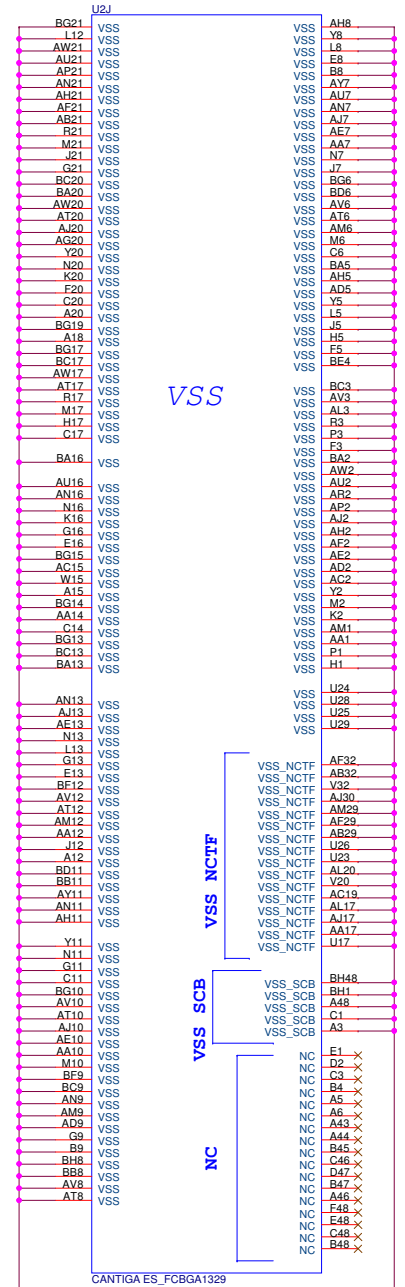 U2J
BG21 VSS
L12 VSS
AW21 VSS
AU21 VSS
AP21 VSS
AN21 VSS
AH21 VSS
AF21 VSS
AB21 VSS
R21 VSS
M21 VSS
J21 VSS
G21 VSS
BC20 VSS
BA20 VSS
AW20 VSS
AT20 VSS
AJ20 VSS
AG20 VSS
Y20 VSS
N20 VSS
K20 VSS
F20 VSS
C20 VSS
A20 VSS
BG19 VSS
A18 VSS
BG17 VSS
BC17 VSS
AW17 VSS
AT17 VSS
R17 VSS
M17 VSS
H17 VSS
C17 VSS
BA16 VSS
AU16 VSS
AN16 VSS
N16 VSS
K16 VSS
G16 VSS
E16 VSS
BG15 VSS
AC15 VSS
W15 VSS
A15 VSS
BG14 VSS
AA14 VSS
C14 VSS
BG13 VSS
BC13 VSS
BA13 VSS
AN13 VSS
AJ13 VSS
AE13 VSS
N13 VSS
L13 VSS
G13 VSS
E13 VSS
BF12 VSS
AV12 VSS
AT12 VSS
AM12 VSS
AA12 VSS
J12 VSS
A12 VSS
BD11 VSS
BB11 VSS
AY11 VSS
AN11 VSS
AH11 VSS
Y11 VSS
N11 VSS
G11 VSS
C11 VSS
BG10 VSS
AV10 VSS
AT10 VSS
AJ10 VSS
AE10 VSS
AA10 VSS
M10 VSS
BF9 VSS
BC9 VSS
AN9 VSS
AM9 VSS
AD9 VSS
G9 VSS
B9 VSS
BH8 VSS
BB8 VSS
AV8 VSS
AT8 VSS
VSS
VSS NCTF
VSS SCB
NC
VSS AH8
VSS Y8
VSS L8
VSS E8
VSS B8
VSS AY7
VSS AU7
VSS AN7
VSS AJ7
VSS AE7
VSS AA7
VSS N7
VSS J7
VSS BG6
VSS BD6
VSS AV6
VSS AT6
VSS AM6
VSS M6
VSS C6
VSS BA5
VSS AH5
VSS AD5
VSS Y5
VSS L5
VSS J5
VSS H5
VSS F5
VSS BE4
VSS BC3
VSS AV3
VSS AL3
VSS R3
VSS P3
VSS F3
VSS BA2
VSS AW2
VSS AU2
VSS AR2
VSS AP2
VSS AJ2
VSS AH2
VSS AF2
VSS AE2
VSS AD2
VSS AC2
VSS Y2
VSS M2
VSS K2
VSS AM1
VSS AA1
VSS P1
VSS H1
VSS U24
VSS U28
VSS U25
VSS U29
VSS_NCTF AF32
VSS_NCTF AB32
VSS_NCTF V32
VSS_NCTF AJ30
VSS_NCTF AM29
VSS_NCTF AF29
VSS_NCTF AB29
VSS_NCTF U26
VSS_NCTF U23
VSS_NCTF AL20
VSS_NCTF V20
VSS_NCTF AC19
VSS_NCTF AL17
VSS_NCTF AJ17
VSS_NCTF AA17
VSS_NCTF U17
VSS_SCB BH48
VSS_SCB BH1
VSS_SCB A48
VSS_SCB C1
VSS_SCB A3
NC E1
NC D2
NC C3
NC B4
NC A5
NC A6
NC A43
NC A44
NC B45
NC C46
NC D47
NC B47
NC A46
NC F48
NC E48
NC C48
NC B48
CANTIGA ES_FCBGA1329